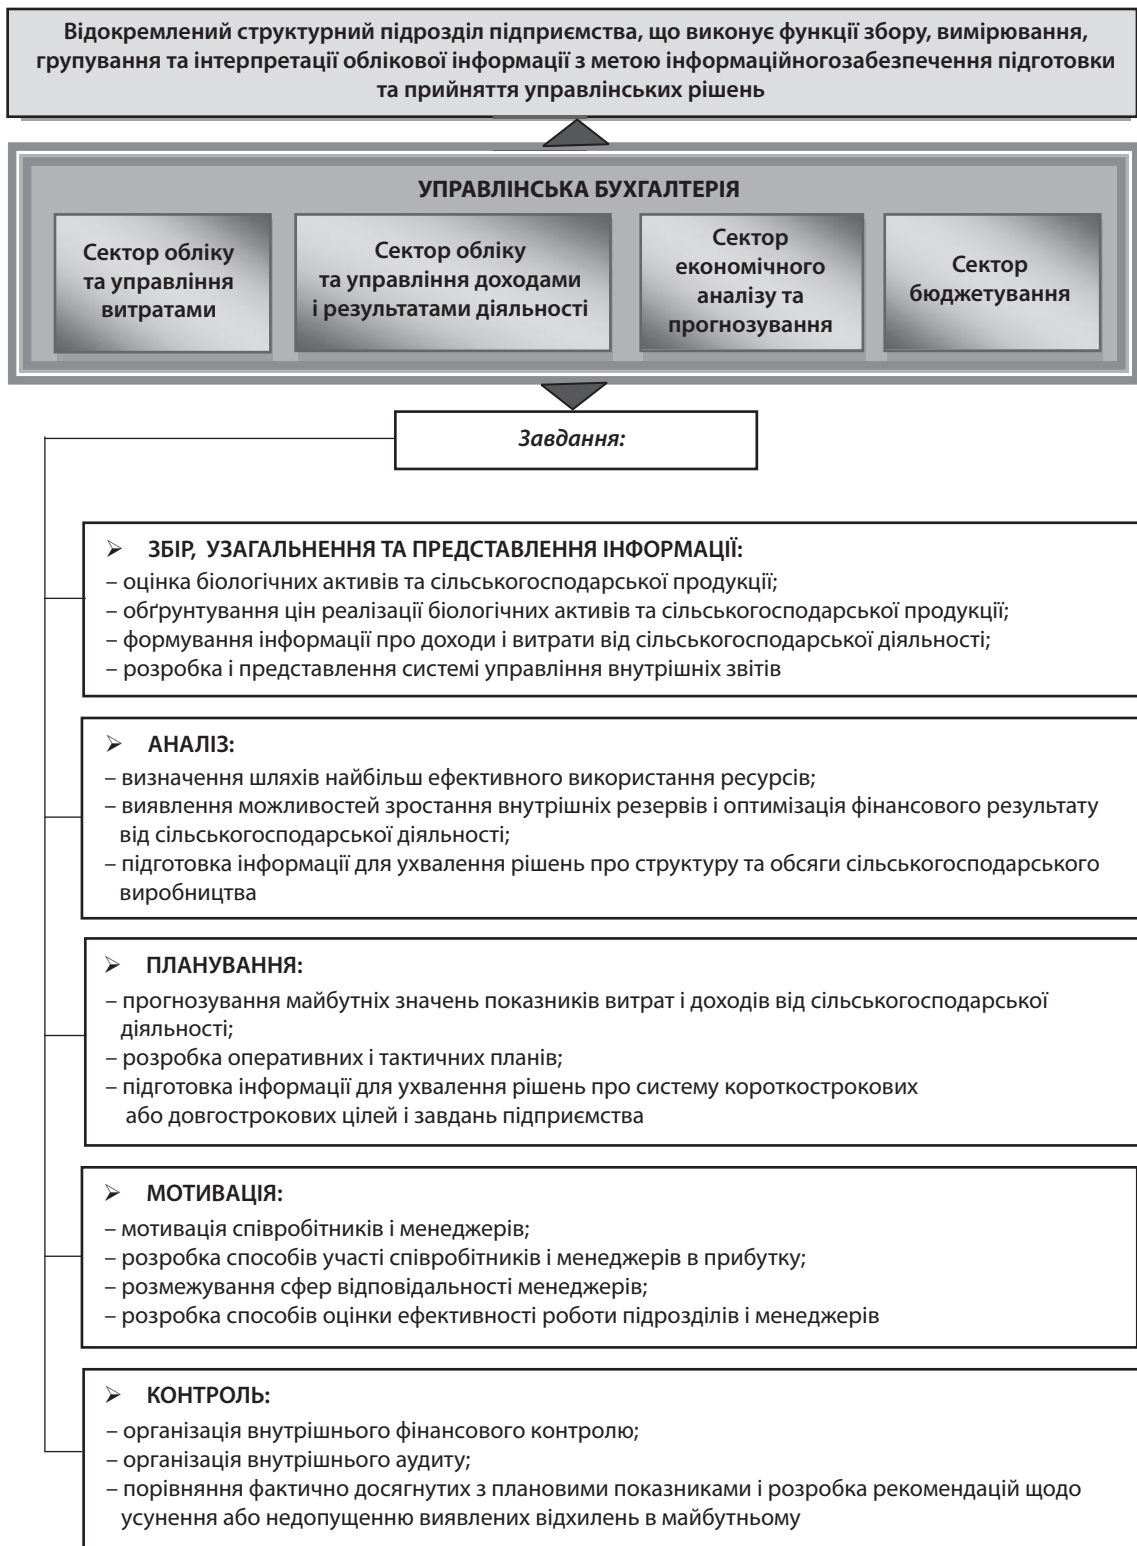 Відокремлений структурний підрозділ підприємства, що виконує функції збору, вимірювання,
групування та інтерпретації облікової інформації з метою інформаційногозабезпечення підготовки
та прийняття управлінських рішень
УПРАВЛІНСЬКА БУХГАЛТЕРІЯ
Сектор обліку
та управління
витратами
Сектор обліку
та управління доходами
і результатами діяльності
Сектор
економічного
аналізу та
прогнозування
Сектор
бюджетування
Завдання:
➢ ЗБІР, УЗАГАЛЬНЕННЯ ТА ПРЕДСТАВЛЕННЯ ІНФОРМАЦІЇ:
– оцінка біологічних активів та сільськогосподарської продукції;
– обґрунтування цін реалізації біологічних активів та сільськогосподарської продукції;
– формування інформації про доходи і витрати від сільськогосподарської діяльності;
– розробка і представлення системі управління внутрішніх звітів
➢ АНАЛІЗ:
– визначення шляхів найбільш ефективного використання ресурсів;
– виявлення можливостей зростання внутрішніх резервів і оптимізація фінансового результату
від сільськогосподарської діяльності;
– підготовка інформації для ухвалення рішень про структуру та обсяги сільськогосподарського
виробництва
➢ ПЛАНУВАННЯ:
– прогнозування майбутніх значень показників витрат і доходів від сільськогосподарської
діяльності;
– розробка оперативних і тактичних планів;
– підготовка інформації для ухвалення рішень про систему короткострокових
або довгострокових цілей і завдань підприємства
➢ МОТИВАЦІЯ:
– мотивація співробітників і менеджерів;
– розробка способів участі співробітників і менеджерів в прибутку;
– розмежування сфер відповідальності менеджерів;
– розробка способів оцінки ефективності роботи підрозділів і менеджерів
➢ КОНТРОЛЬ:
– організація внутрішнього фінансового контролю;
– організація внутрішнього аудиту;
– порівняння фактично досягнутих з плановими показниками і розробка рекомендацій щодо
усунення або недопущенню виявлених відхилень в майбутньому